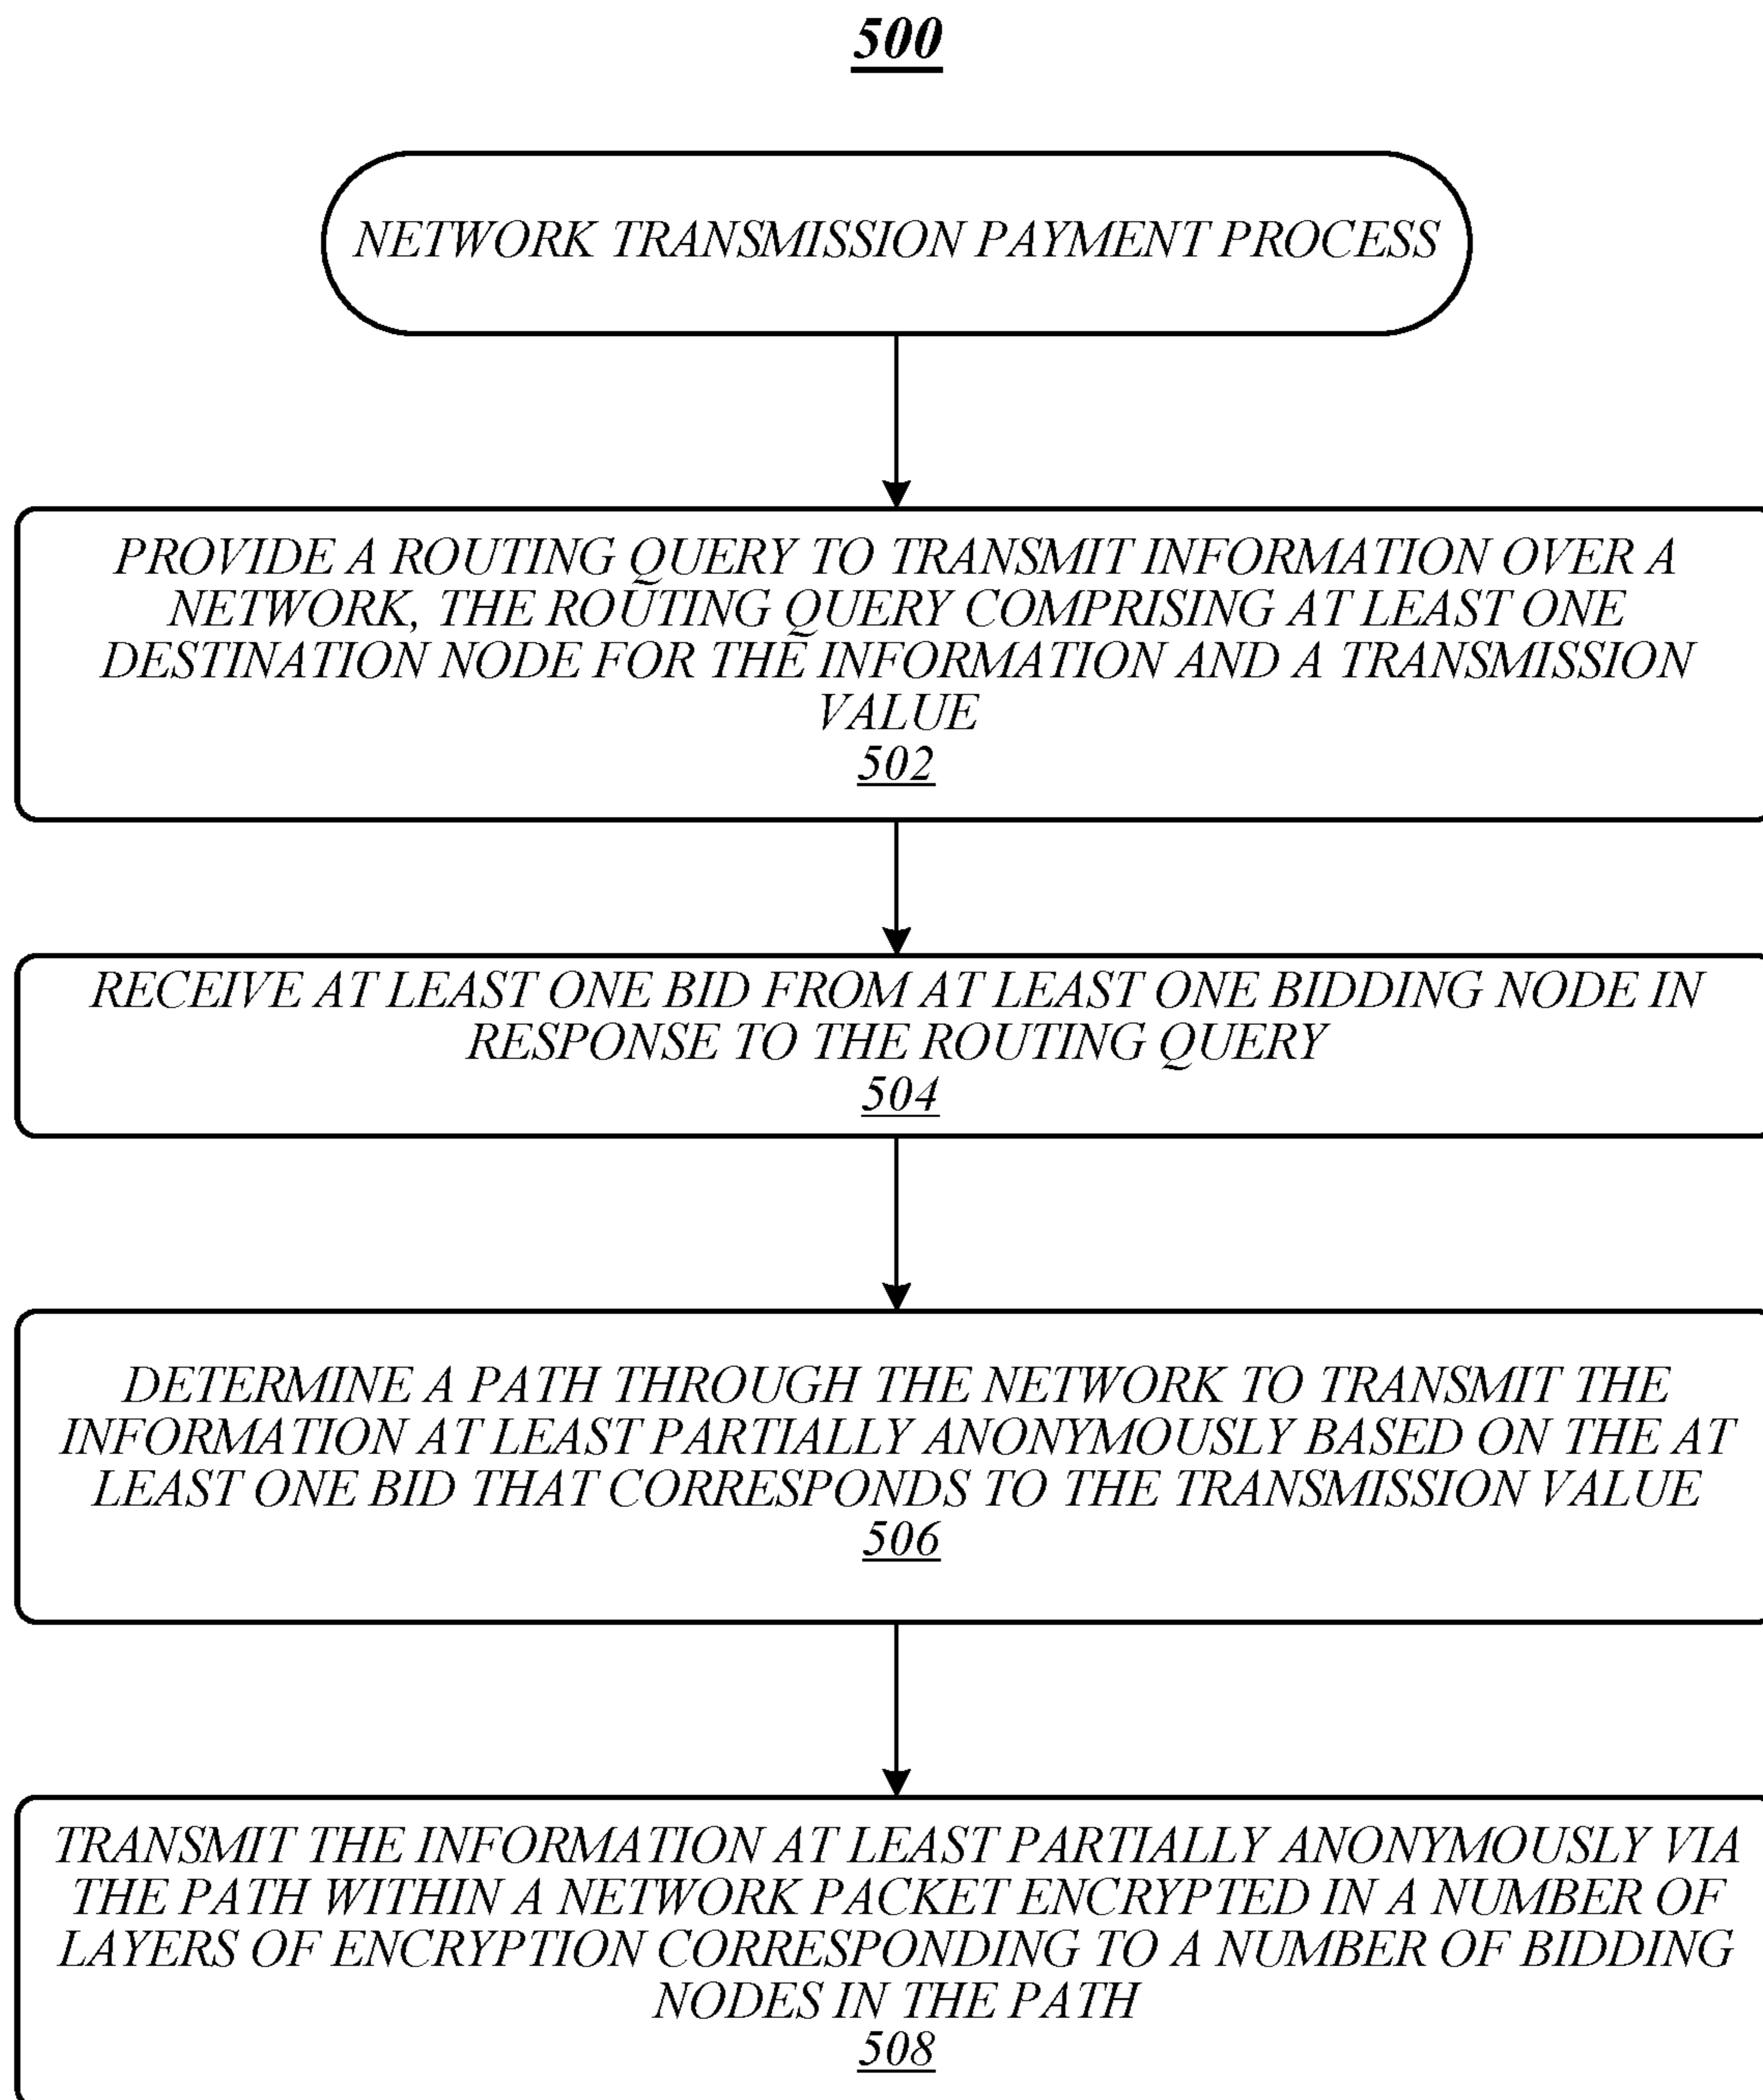 500
NETWORK TRANSMISSION PAYMENT PROCESS
PROVIDE A ROUTING QUERY TO TRANSMIT INFORMATION OVER A
NETWORK, THE ROUTING QUERY COMPRISING AT LEAST ONE
DESTINATION NODE FOR THE INFORMATION AND A TRANSMISSION
VALUE
502
RECEIVE AT LEAST ONE BID FROM AT LEAST ONE BIDDING NODE IN
RESPONSE TO THE ROUTING QUERY
504
DETERMINE A PATH THROUGH THE NETWORK TO TRANSMIT THE
INFORMATION AT LEAST PARTIALLY ANONYMOUSLY BASED ON THE AT
LEAST ONE BID THAT CORRESPONDS TO THE TRANSMISSION VALUE
506
TRANSMIT THE INFORMATION AT LEAST PARTIALLY ANONYMOUSLY VIA
THE PATH WITHIN A NETWORK PACKET ENCRYPTED IN A NUMBER OF
LAYERS OF ENCRYPTION CORRESPONDING TO A NUMBER OF BIDDING
NODES IN THE PATH
508